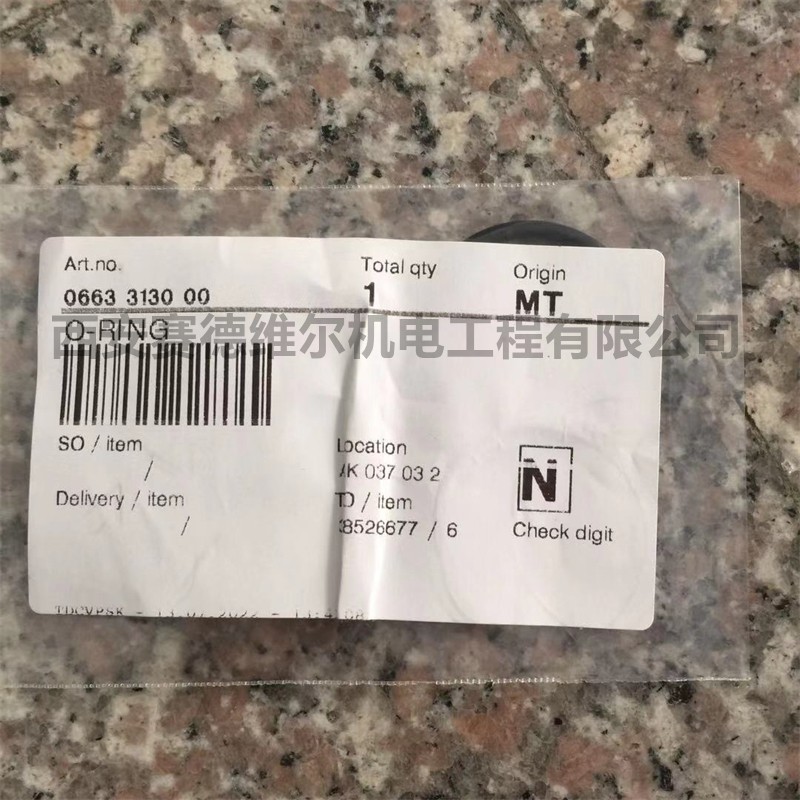 Art.no.
Total qty
Origin
0663 3130 00
1
MT
O-RING
西安赛德维尔机电工程有限公司
SO / item
/
Location
037 03 2
Delivery / item
/
/ item
8526677 / 6
N
Check digit